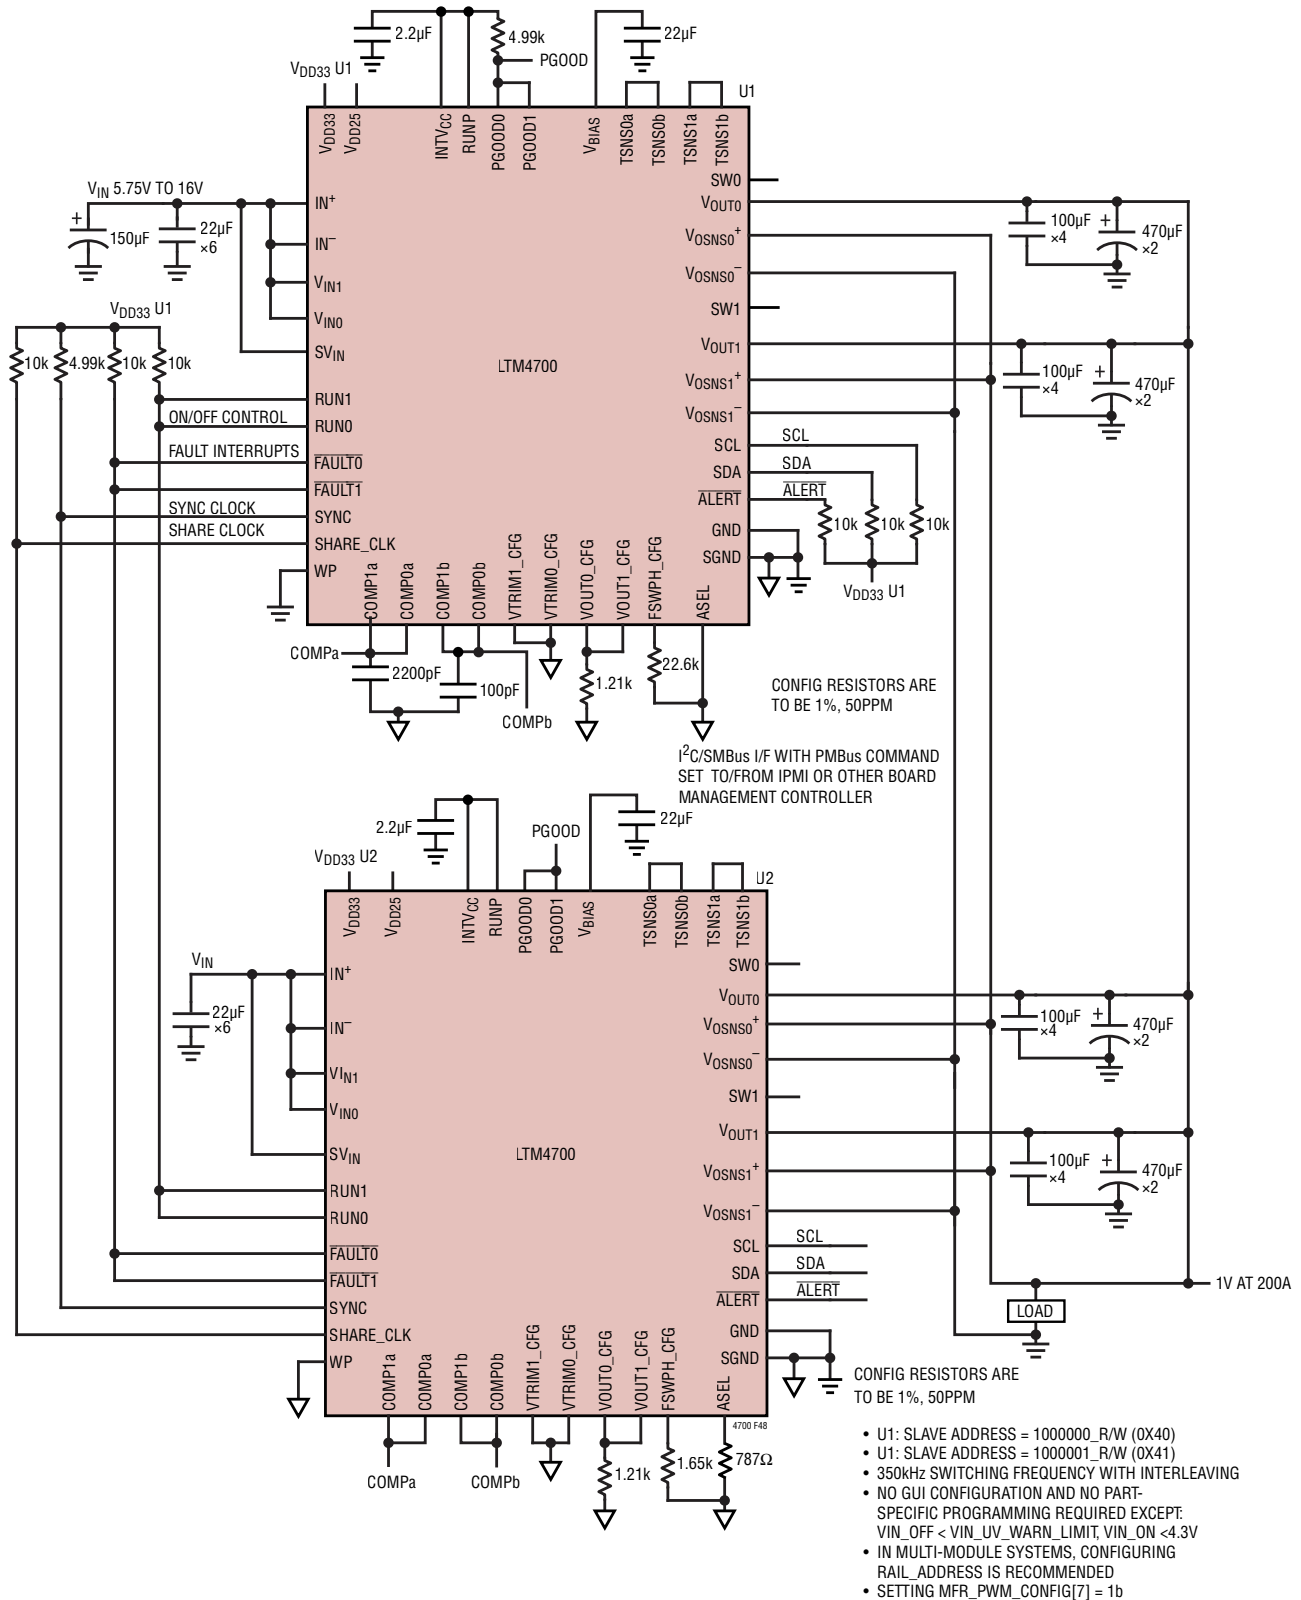 2.2µF
4.99k
PGOOD
22µF
VDD33 U1
U1
VDD33
VDD25
INTVCC
RUNP
PGOOD0
PGOOD1
VBIAS
TSNS0a
TSNS0b
TSNS1a
TSNS1b
VIN 5.75V TO 16V
+
150µF
22µF
×6
IN+
IN–
VIN1
VIN0
SVIN
SW0
VOUT0
VOSNS0+
VOSNS0–
SW1
VOUT1
VOSNS1+
VOSNS1–
100µF
×4
+
470µF
×2
100µF
×4
+
470µF
×2
LTM4700
VDD33 U1
10k
4.99k
10k
10k
RUN1
ON/OFF CONTROL
RUN0
FAULT INTERRUPTS
FAULT0
FAULT1
SYNC CLOCK
SYNC
SHARE CLOCK
SHARE_CLK
WP
SCL
SCL
SDA
SDA
ALERT
ALERT
GND
SGND
10k
10k
10k
VDD33 U1
COMP1a
COMP0a
COMP1b
COMP0b
VTRIM1_CFG
VTRIM0_CFG
VOUT0_CFG
VOUT1_CFG
FSWPH_CFG
ASEL
COMPa
2200pF
100pF
COMPb
1.21k
22.6k
CONFIG RESISTORS ARE
TO BE 1%, 50PPM
I2C/SMBus I/F WITH PMBus COMMAND
SET TO/FROM IPMI OR OTHER BOARD
MANAGEMENT CONTROLLER
2.2µF
PGOOD
22µF
VDD33 U2
U2
VDD33
VDD25
INTVCC
RUNP
PGOOD0
PGOOD1
VBIAS
TSNS0a
TSNS0b
TSNS1a
TSNS1b
VIN
22µF
×6
IN+
IN–
VIN1
VIN0
SVIN
RUN1
RUN0
FAULT0
FAULT1
SYNC
SHARE_CLK
WP
LTM4700
SW0
VOUT0
VOSNS0+
VOSNS0–
SW1
VOUT1
VOSNS1+
VOSNS1–
100µF
×4
+
470µF
×2
100µF
×4
+
470µF
×2
SCL
SCL
SDA
SDA
ALERT
ALERT
GND
SGND
1V AT 200A
LOAD
COMP1a
COMP0a
COMP1b
COMP0b
VTRIM1_CFG
VTRIM0_CFG
VOUT0_CFG
VOUT1_CFG
FSWPH_CFG
ASEL
4700 F48
COMPa
COMPb
1.21k
1.65k
787Ω
CONFIG RESISTORS ARE
TO BE 1%, 50PPM
• U1: SLAVE ADDRESS = 1000000_R/W (0X40)
• U1: SLAVE ADDRESS = 1000001_R/W (0X41)
• 350kHz SWITCHING FREQUENCY WITH INTERLEAVING
• NO GUI CONFIGURATION AND NO PART-
SPECIFIC PROGRAMMING REQUIRED EXCEPT:
VIN_OFF < VIN_UV_WARN_LIMIT, VIN_ON <4.3V
• IN MULTI-MODULE SYSTEMS, CONFIGURING
RAIL_ADDRESS IS RECOMMENDED
• SETTING MFR_PWM_CONFIG[7] = 1b